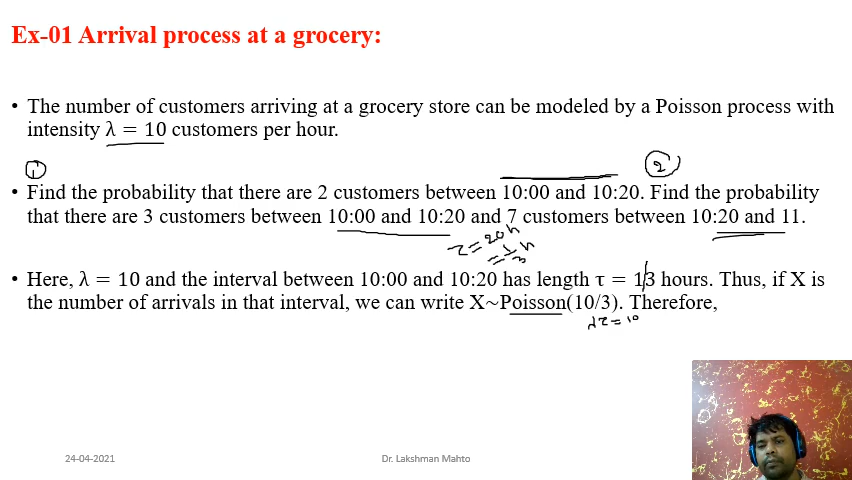 Ex-01 Arrival process at a grocery:
• The number of customers arriving at a grocery store can be modeled by a Poisson process with
intensity λ = 10 customers per hour.
① ②
• Find the probability that there are 2 customers between 10:00 and 10:20. Find the probability
that there are 3 customers between 10:00 and 10:20 and 7 customers between 10:20 and 11.
τ = 20h
= 1/3 h
• Here, λ = 10 and the interval between 10:00 and 10:20 has length τ = 1/3 hours. Thus, if X is
the number of arrivals in that interval, we can write X~Poisson(10/3). Therefore,
λτ = 10
24-04-2021
Dr. Lakshman Mahto